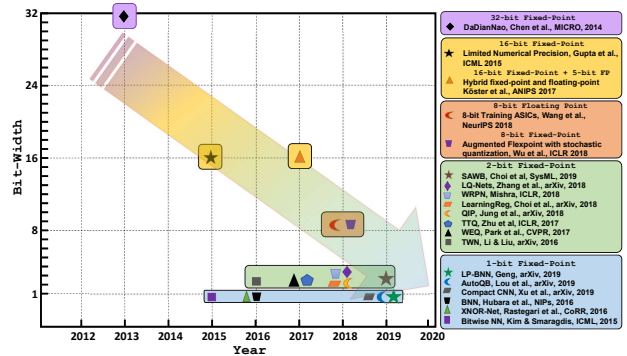 32
24
16
8
1
Bit-Width
2012
2013
2014
2015
2016
2017
2018
2019
2020
Year
32-bit Fixed-Point
DaDianNao, Chen et al., MICRO, 2014
16-bit Fixed-Point
Limited Numerical Precision, Gupta et al.,
ICML 2015
16-bit Fixed-Point + 5-bit FP
Hybrid fixed-point and floating-point
Köster et al., ANIPS 2017
8-bit Floating Point
8-bit Training ASICs, Wang et al.,
NeurIPS 2018
8-bit Fixed-Point
Augmented Flexpoint with stochastic
quantization, Wu et al., ICLR 2018
2-bit Fixed-Point
SAWB, Choi et al, SysML, 2019
LQ-Nets, Zhang et al., arXiv, 2018
WRPN, Mishra, ICLR, 2018
LearningReg, Choi et al., arXiv, 2018
QIP, Jung et al., arXiv, 2018
TTQ, Zhu et al, ICLR, 2017
WEQ, Park et al., CVPR, 2017
TWN, Li & Liu, arXiv, 2016
1-bit Fixed-Point
LP-BNN, Geng, arXiv, 2019
AutoQB, Lou et al., arXiv, 2019
Compact CNN, Xu et al., arXiv, 2019
BNN, Hubara et al., NIPs, 2016
XNOR-Net, Rastegari et al., CoRR, 2016
Bitwise NN, Kim & Smaragdis, ICML, 2015